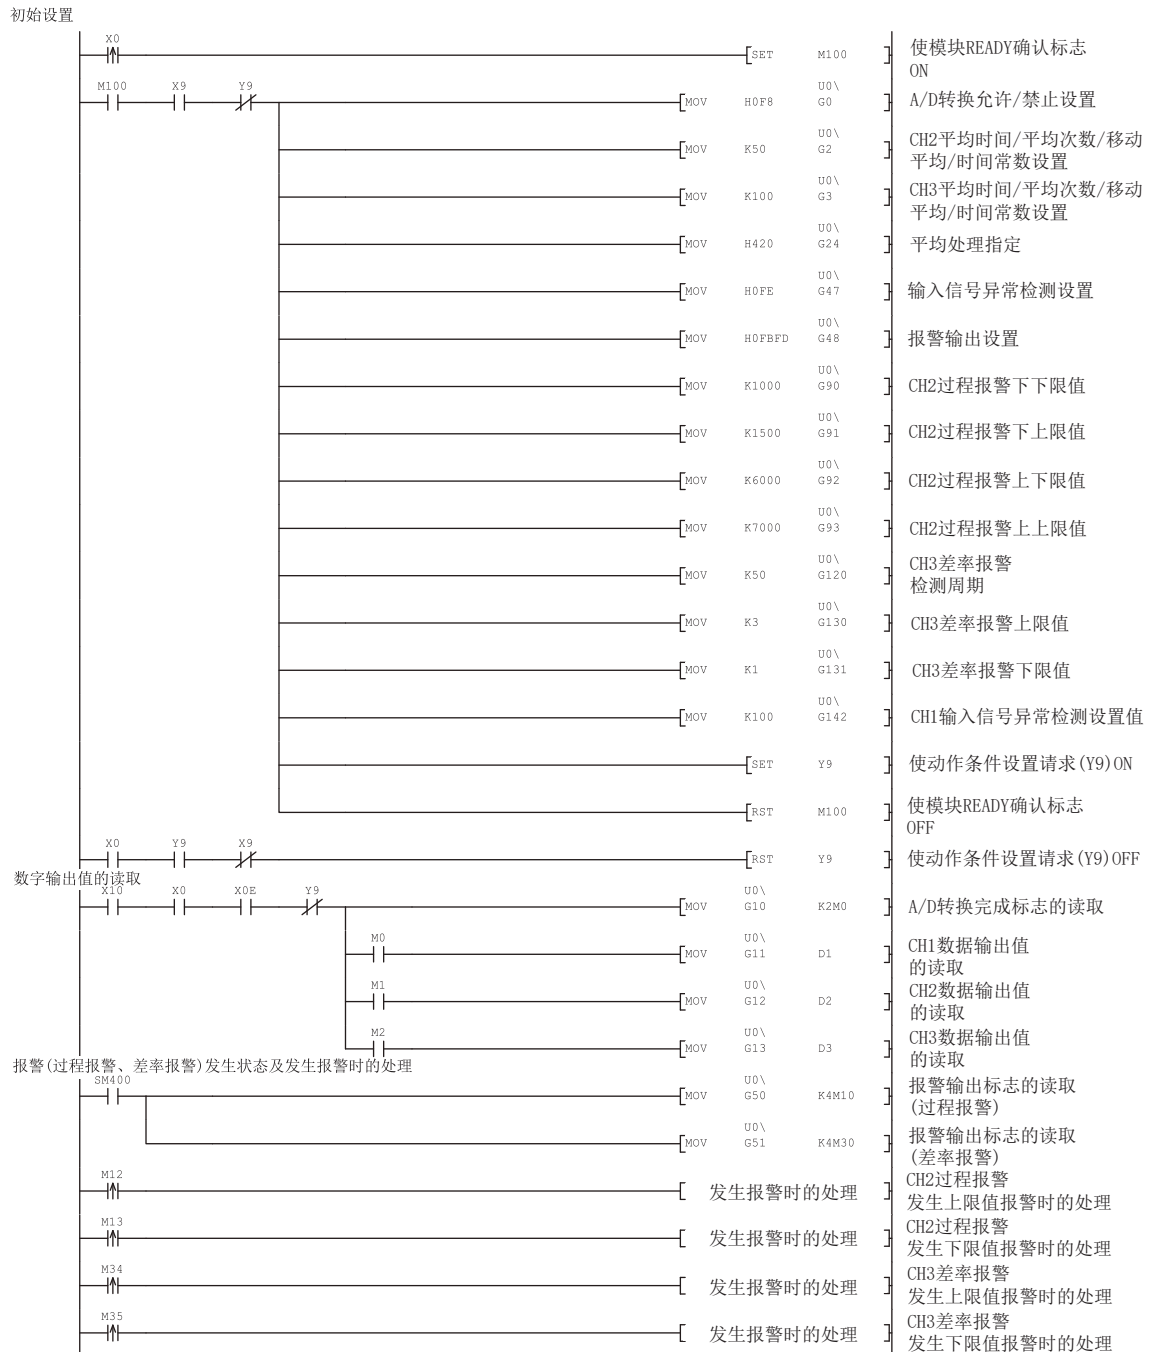 初始设置
X0
SET M100 使模块READY确认标志
ON
M100 X9 Y9 U0\
MOV H0F8 G0 A/D转换允许/禁止设置
U0\ CH2平均时间/平均次数/移动
MOV K50 G2 平均/时间常数设置
U0\ CH3平均时间/平均次数/移动
MOV K100 G3 平均/时间常数设置
U0\
MOV H420 G24 平均处理指定
U0\
MOV H0FE G47 输入信号异常检测设置
U0\
MOV H0FBFD G48 报警输出设置
U0\
MOV K1000 G90 CH2过程报警下下限值
U0\
MOV K1500 G91 CH2过程报警下上限值
U0\
MOV K6000 G92 CH2过程报警上下限值
U0\
MOV K7000 G93 CH2过程报警上上限值
U0\ CH3差率报警
MOV K50 G120 检测周期
U0\
MOV K3 G130 CH3差率报警上限值
U0\
MOV K1 G131 CH3差率报警下限值
U0\
MOV K100 G142 CH1输入信号异常检测设置值
SET Y9 使动作条件设置请求(Y9)ON
RST M100 使模块READY确认标志
OFF
X0 Y9 X9
RST Y9 使动作条件设置请求(Y9)OFF
数字输出值的读取
X10 X0 X0E Y9 U0\
MOV G10 K2M0 A/D转换完成标志的读取
M0 U0\ CH1数据输出值
MOV G11 D1 的读取
M1 U0\ CH2数据输出值
MOV G12 D2 的读取
M2 U0\ CH3数据输出值
MOV G13 D3 的读取
报警(过程报警、差率报警)发生状态及发生报警时的处理
SM400 U0\ 报警输出标志的读取
MOV G50 K4M10 (过程报警)
U0\ 报警输出标志的读取
MOV G51 K4M30 (差率报警)
M12 CH2过程报警
发生报警时的处理 发生上限值报警时的处理
M13 CH2过程报警
发生报警时的处理 发生下限值报警时的处理
M34 CH3差率报警
发生报警时的处理 发生上限值报警时的处理
M35 CH3差率报警
发生报警时的处理 发生下限值报警时的处理